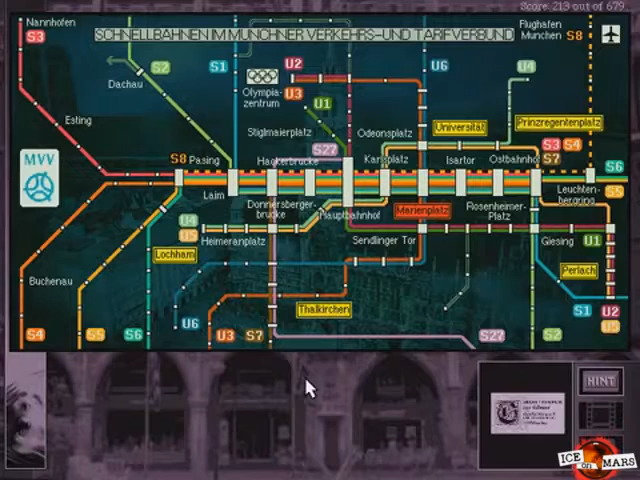 Score: 213 out of 679
Nannhofen
S3
SCHNELLBAHNEN IM MÜNCHNER VERKEHRS-UND TARIFVERBUND
Flughafen
München S8
S2
S1
U2
U6
U4
Dachau
Olympia-
zentrum
U3
U1
Esting
Stiglmaierplatz
Odeonsplatz
Universität
Prinzregentenplatz
S27
S3 S4
MVV
S8 Pasing
Hackerbrücke
Karlsplatz
Isartor
Ostbahnhof
S7
S6
Laim
Leuchten-
bergring
S5
Donnersberger-
brücke
Hauptbahnhof
Marienplatz
Rosenheimer-
Platz
U4
U5
Heimeranplatz
Sendlinger Tor
Giesing
U1
Lochham
Perlach
Buchenau
Thalkirchen
S1
U2
U5
S4
S5
S6
U6
U3
S7
S27
S2
HINT
ICE on MARS